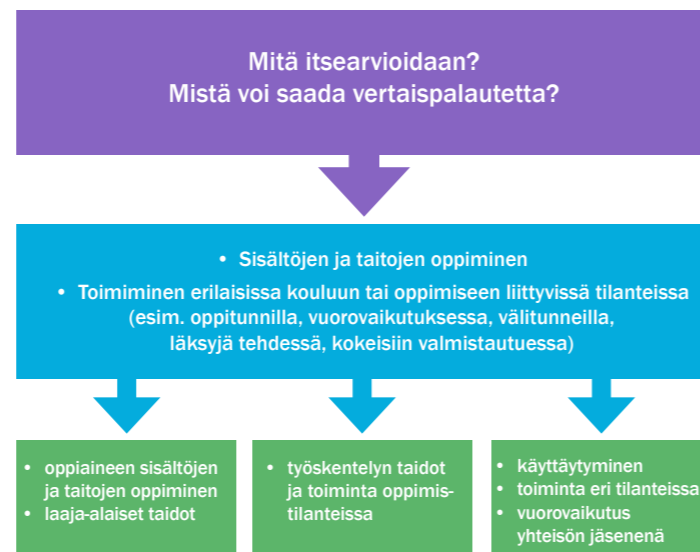 Mitä itsearvioidaan?
Mistä voi saada vertaispalautetta?
• Sisältöjen ja taitojen oppiminen
• Toimiminen erilaisissa kouluun tai oppimiseen liittyvissä tilanteissa
(esim. oppitunnilla, vuorovaikutuksessa, välitunneilla,
läksyjä tehdessä, kokeisiin valmistautuessa)
• oppiaineen sisältöjen
ja taitojen oppiminen
• laaja-alaiset taidot
• työskentelyn taidot
ja toiminta oppimis-
tilanteissa
• käyttäytyminen
• toiminta eri tilanteissa
• vuorovaikutus
yhteisön jäsenenä